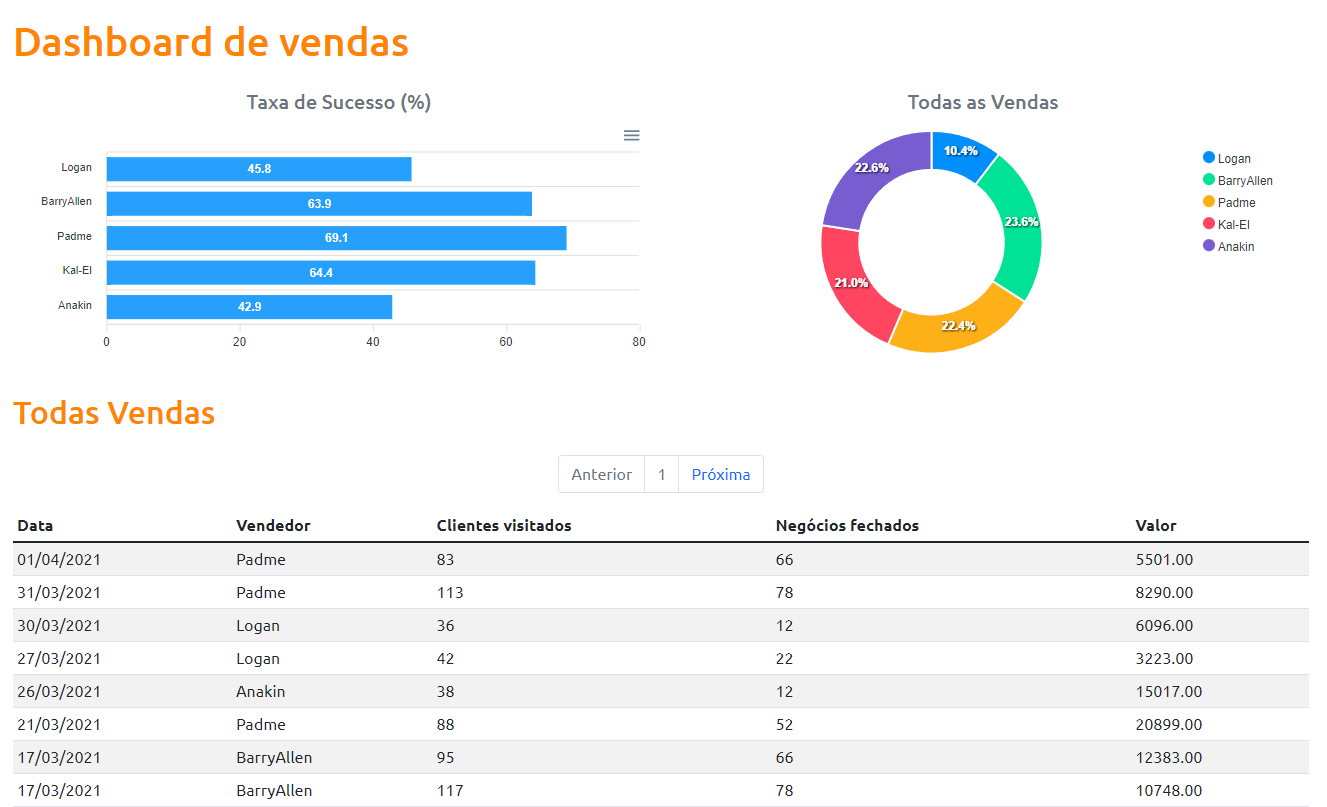 Dashboard de vendas
Taxa de Sucesso (%)
Logan 45.8
BarryAllen 63.9
Padme 69.1
Kal-El 64.4
Anakin 42.9
0 20 40 60 80
Todas as Vendas
10.4%
23.6%
22.4%
21.0%
22.6%
Logan
BarryAllen
Padme
Kal-El
Anakin
Todas Vendas
Anterior 1 Próxima
Data Vendedor Clientes visitados Negócios fechados Valor
01/04/2021 Padme 83 66 5501.00
31/03/2021 Padme 113 78 8290.00
30/03/2021 Logan 36 12 6096.00
27/03/2021 Logan 42 22 3223.00
26/03/2021 Anakin 38 12 15017.00
21/03/2021 Padme 88 52 20899.00
17/03/2021 BarryAllen 95 66 12383.00
17/03/2021 BarryAllen 117 78 10748.00